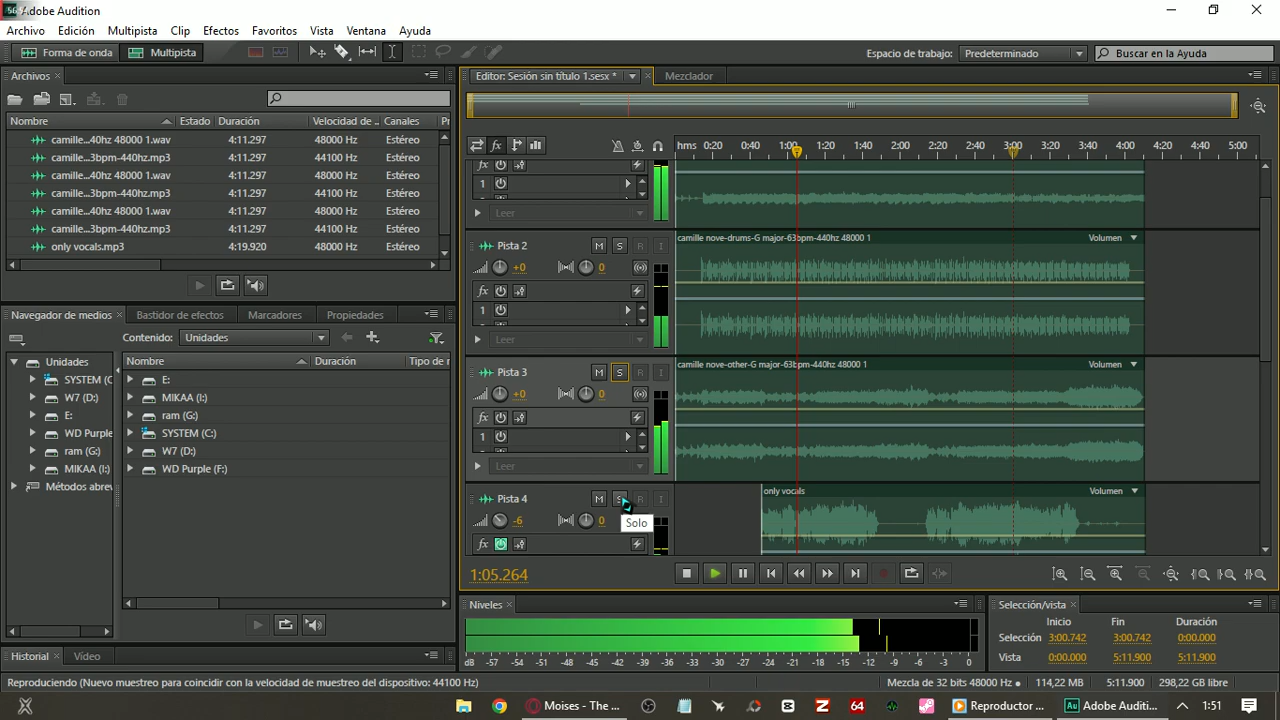 Adobe Audition
Archivo Edición Multipista Clip Efectos Favoritos Vista Ventana Ayuda
Forma de onda Multipista Espacio de trabajo: Predeterminado Buscar en la Ayuda
Archivos
Editor: Sesión sin título 1.sesx * Mezclador
Nombre Estado Duración Velocidad de Canales
camille...40hz 48000 1.wav 4:11.297 48000 Hz Estéreo
camille...3bpm-440hz.mp3 4:11.297 44100 Hz Estéreo
camille...40hz 48000 1.wav 4:11.297 48000 Hz Estéreo
camille...3bpm-440hz.mp3 4:11.297 44100 Hz Estéreo
camille...40hz 48000 1.wav 4:11.297 48000 Hz Estéreo
camille...3bpm-440hz.mp3 4:11.297 44100 Hz Estéreo
only vocals.mp3 4:19.920 48000 Hz Estéreo
hms 0:20 0:40 1:00 1:20 1:40 2:00 2:20 2:40 3:00 3:20 3:40 4:00 4:20 4:40 5:00
fx
1
Leer
Pista 2 M S R I
+0 0
fx
1
Leer
camille nove-drums-G major-63bpm-440hz 48000 1 Volumen
Pista 3 M S R I
+0 0
fx
1
Leer
camille nove-other-G major-63bpm-440hz 48000 1 Volumen
Pista 4 M S R I
-6 0
Solo
fx
only vocals Volumen
1:05.264
Navegador de medios Bastidor de efectos Marcadores Propiedades
Contenido: Unidades
Unidades
SYSTEM (C
W7 (D:)
E:
WD Purple
ram (G:)
MIKAA (I:)
Métodos abrev
Nombre Duración Tipo de
E:
MIKAA (I:)
ram (G:)
SYSTEM (C:)
W7 (D:)
WD Purple (F:)
Historial Vídeo
Niveles
dB -57 -54 -51 -48 -45 -42 -39 -36 -33 -30 -27 -24 -21 -18 -15 -12 -9 -6 -3 0
Selección/vista
Inicio Fin Duración
Selección 3:00.742 3:00.742 0:00.000
Vista 0:00.000 5:11.900 5:11.900
Reproduciendo (Nuevo muestreo para coincidir con la velocidad de muestreo del dispositivo: 44100 Hz)
Mezcla de 32 bits 48000 Hz 114,22 MB 5:11.900 298,22 GB libre
Moises - The ... 64 Reproductor ... Adobe Auditi... 1:51